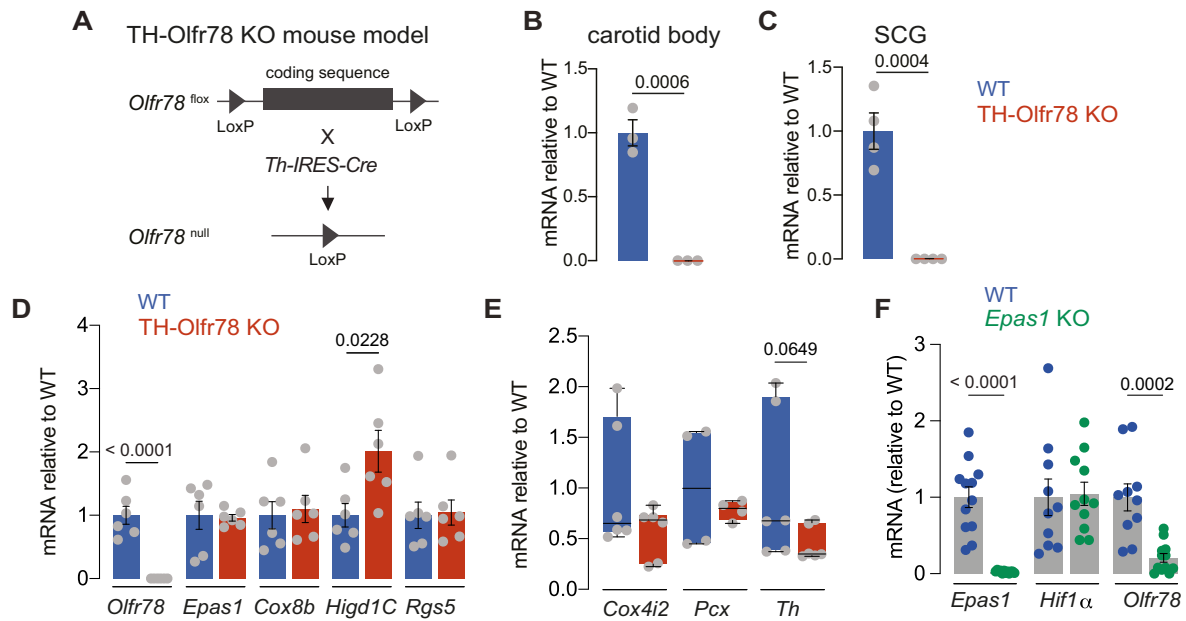 A
TH-Olfr78 KO mouse model
coding sequence
Olfr78 flox
LoxP
LoxP
X
Th-IRES-Cre
Olfr78 null
LoxP
B
carotid body
mRNA relative to WT
1.5
1.0
0.5
0.0
0.0006
C
SCG
mRNA relative to WT
1.5
1.0
0.5
0.0
0.0004
WT
TH-Olfr78 KO
D
WT
TH-Olfr78 KO
mRNA relative to WT
4
3
2
1
0
< 0.0001
0.0228
Olfr78 Epas1 Cox8b Higd1C Rgs5
E
mRNA relative to WT
2.5
2.0
1.5
1.0
0.5
0.0
0.0649
Cox4i2 Pcx Th
F
WT
Epas1 KO
mRNA (relative to WT)
3
2
1
0
< 0.0001
0.0002
Epas1 Hif1α Olfr78